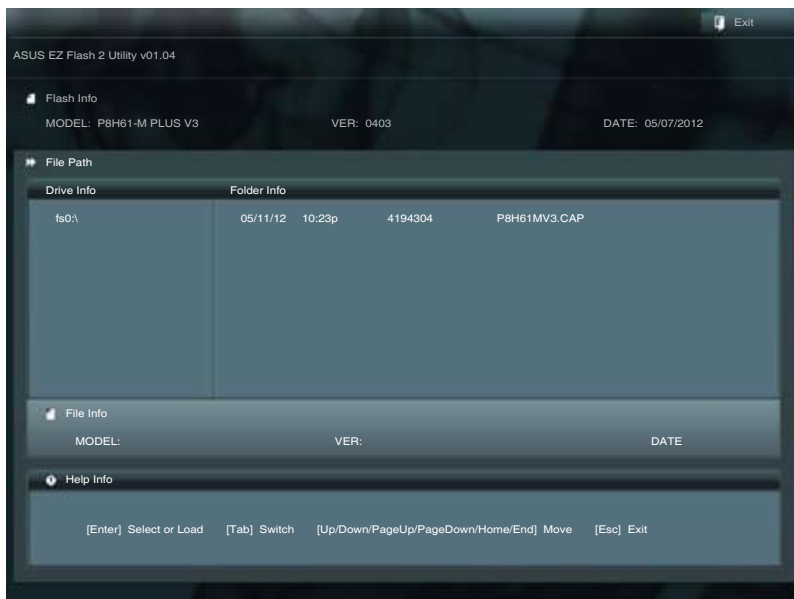 Exit
ASUS EZ Flash 2 Utility v01.04
Flash Info
MODEL: P8H61-M PLUS V3 VER: 0403 DATE: 05/07/2012
File Path
Drive Info Folder Info
fs0:\ 05/11/12 10:23p 4194304 P8H61MV3.CAP
File Info
MODEL: VER: DATE
Help Info
[Enter] Select or Load [Tab] Switch [Up/Down/PageUp/PageDown/Home/End] Move [Esc] Exit